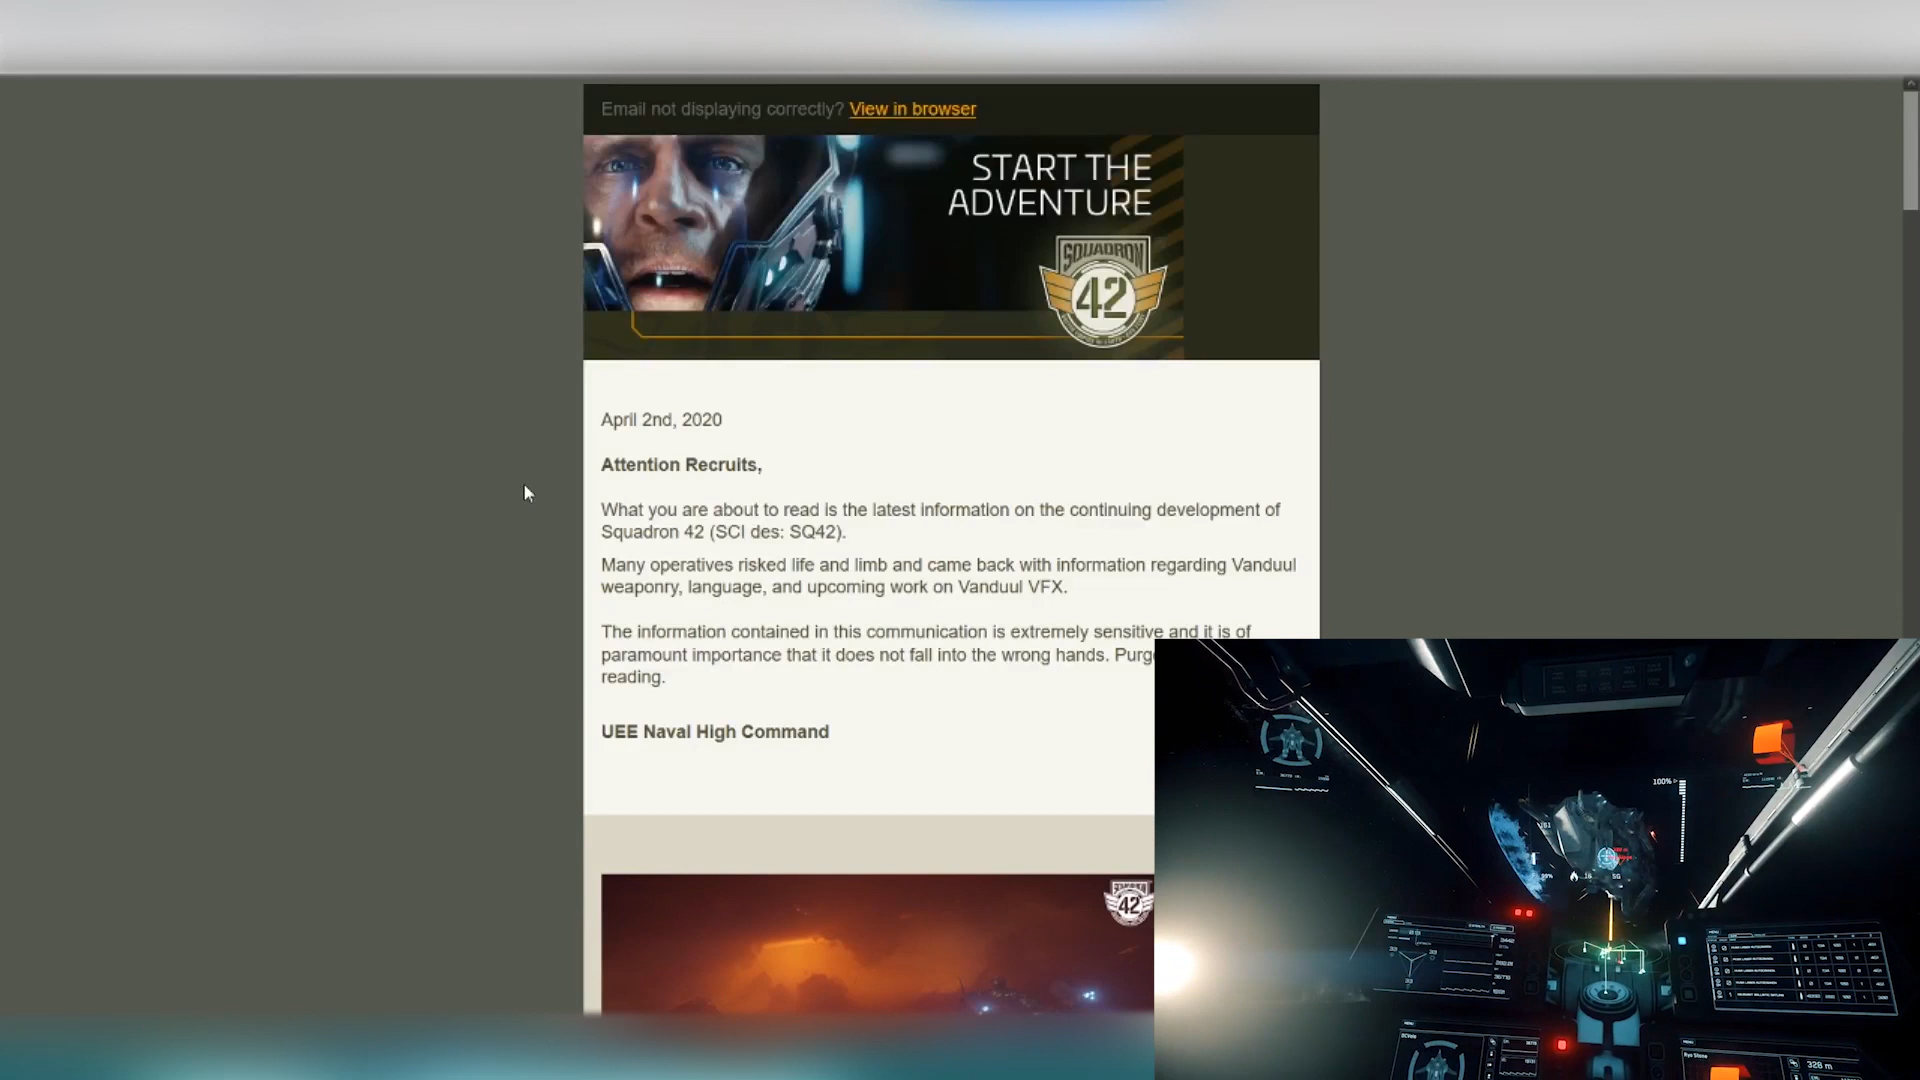 Email not displaying correctly? View in browser
START THE
ADVENTURE
SQUADRON
42
April 2nd, 2020
Attention Recruits,
What you are about to read is the latest information on the continuing development of
Squadron 42 (SCI des: SQ42).
Many operatives risked life and limb and came back with information regarding Vanduul
weaponry, language, and upcoming work on Vanduul VFX.
The information contained in this communication is extremely sensitive and it is of
paramount importance that it does not fall into the wrong hands. Purge
reading.
UEE Naval High Command
SQUADRON
42
100%
328 m